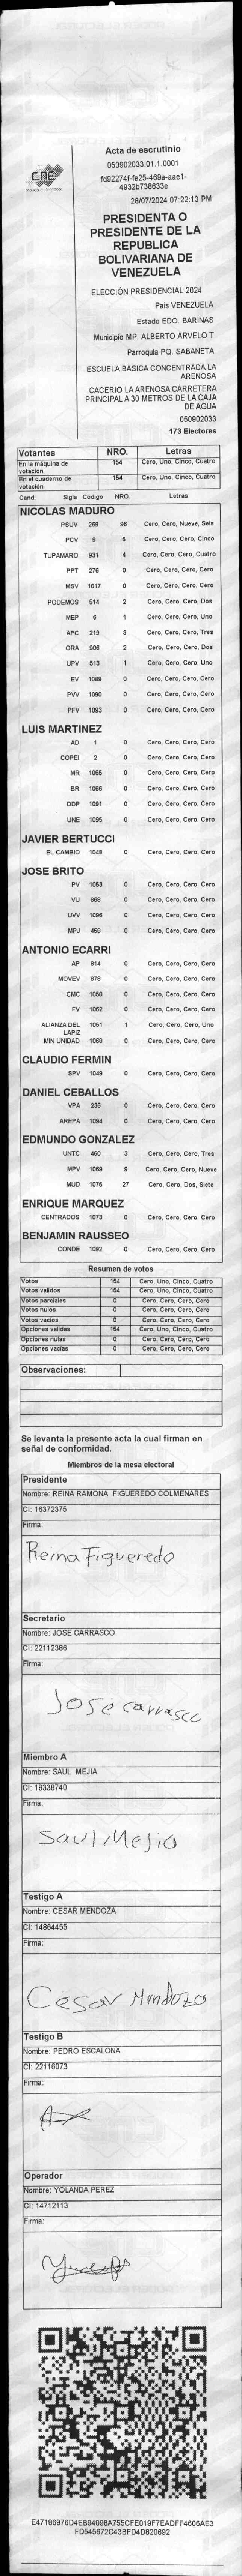 CNE
Acta de escrutinio
050902033.01.1.0001
fd92274f-fe25-469a-aae1-
4932b738633e
28/07/2024 07:22:13 PM
PRESIDENTA O
PRESIDENTE DE LA
REPUBLICA
BOLIVARIANA DE
VENEZUELA
ELECCIÓN PRESIDENCIAL 2024
Pais VENEZUELA
Estado EDO. BARINAS
Municipio MP. ALBERTO ARVELO T
Parroquia PQ. SABANETA
ESCUELA BASICA CONCENTRADA LA
ARENOSA
CACERIO LA ARENOSA CARRETERA
PRINCIPAL A 30 METROS DE LA CAJA
DE AGUA
050902033
173 Electores
Votantes NRO. Letras
En la máquina de votación 154 Cero, Uno, Cinco, Cuatro
En el cuaderno de votación 154 Cero, Uno, Cinco, Cuatro
Cand. Sigla Código NRO. Letras
NICOLAS MADURO
PSUV 269 96 Cero, Cero, Nueve, Seis
PCV 9 5 Cero, Cero, Cero, Cinco
TUPAMARO 931 4 Cero, Cero, Cero, Cuatro
PPT 276 0 Cero, Cero, Cero, Cero
MSV 1017 0 Cero, Cero, Cero, Cero
PODEMOS 514 2 Cero, Cero, Cero, Dos
MEP 6 1 Cero, Cero, Cero, Uno
APC 219 3 Cero, Cero, Cero, Tres
ORA 906 2 Cero, Cero, Cero, Dos
UPV 513 1 Cero, Cero, Cero, Uno
EV 1089 0 Cero, Cero, Cero, Cero
PVV 1090 0 Cero, Cero, Cero, Cero
PFV 1093 0 Cero, Cero, Cero, Cero
LUIS MARTINEZ
AD 1 0 Cero, Cero, Cero, Cero
COPEI 2 0 Cero, Cero, Cero, Cero
MR 1065 0 Cero, Cero, Cero, Cero
BR 1066 0 Cero, Cero, Cero, Cero
DDP 1091 0 Cero, Cero, Cero, Cero
UNE 1095 0 Cero, Cero, Cero, Cero
JAVIER BERTUCCI
EL CAMBIO 1048 0 Cero, Cero, Cero, Cero
JOSE BRITO
PV 1053 0 Cero, Cero, Cero, Cero
VU 968 0 Cero, Cero, Cero, Cero
UVV 1096 0 Cero, Cero, Cero, Cero
MPJ 458 0 Cero, Cero, Cero, Cero
ANTONIO ECARRI
AP 814 0 Cero, Cero, Cero, Cero
MOVEV 678 0 Cero, Cero, Cero, Cero
CMC 1050 0 Cero, Cero, Cero, Cero
FV 1052 0 Cero, Cero, Cero, Cero
ALIANZA DEL LAPIZ 1051 1 Cero, Cero, Cero, Uno
MIN UNIDAD 1068 0 Cero, Cero, Cero, Cero
CLAUDIO FERMIN
SPV 1049 0 Cero, Cero, Cero, Cero
DANIEL CEBALLOS
VPA 236 0 Cero, Cero, Cero, Cero
AREPA 1094 0 Cero, Cero, Cero, Cero
EDMUNDO GONZALEZ
UNTC 460 3 Cero, Cero, Cero, Tres
MPV 1069 9 Cero, Cero, Cero, Nueve
MUD 1075 27 Cero, Cero, Dos, Siete
ENRIQUE MARQUEZ
CENTRADOS 1073 0 Cero, Cero, Cero, Cero
BENJAMIN RAUSSEO
CONDE 1092 0 Cero, Cero, Cero, Cero
Resumen de votos
Votos 154 Cero, Uno, Cinco, Cuatro
Votos validos 154 Cero, Uno, Cinco, Cuatro
Votos parciales 0 Cero, Cero, Cero, Cero
Votos nulos 0 Cero, Cero, Cero, Cero
Votos vacios 0 Cero, Cero, Cero, Cero
Opciones validas 154 Cero, Uno, Cinco, Cuatro
Opciones nulas 0 Cero, Cero, Cero, Cero
Opciones vacias 0 Cero, Cero, Cero, Cero
Observaciones:
Se levanta la presente acta la cual firman en
señal de conformidad.
Miembros de la mesa electoral
Presidente
Nombre: REINA RAMONA FIGUEREDO COLMENARES
CI: 16372375
Firma:
Reina Figueredo
Secretario
Nombre: JOSE CARRASCO
CI: 22112386
Firma:
Jose carrasco
Miembro A
Nombre: SAUL MEJIA
CI: 19338740
Firma:
Saul Mejia
Testigo A
Nombre: CESAR MENDOZA
CI: 14864455
Firma:
Cesar Mendoza
Testigo B
Nombre: PEDRO ESCALONA
CI: 22116073
Firma:
Operador
Nombre: YOLANDA PEREZ
CI: 14712113
Firma:
E47186976D4EB94098A755CFE019F7EADFF4606AE3
FD545672C43BFD4D820692